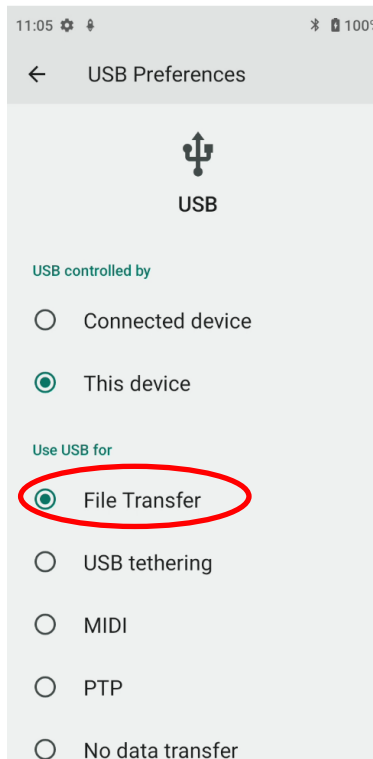 11:05 100%
USB Preferences
USB
USB controlled by
Connected device
This device
Use USB for
File Transfer
USB tethering
MIDI
PTP
No data transfer